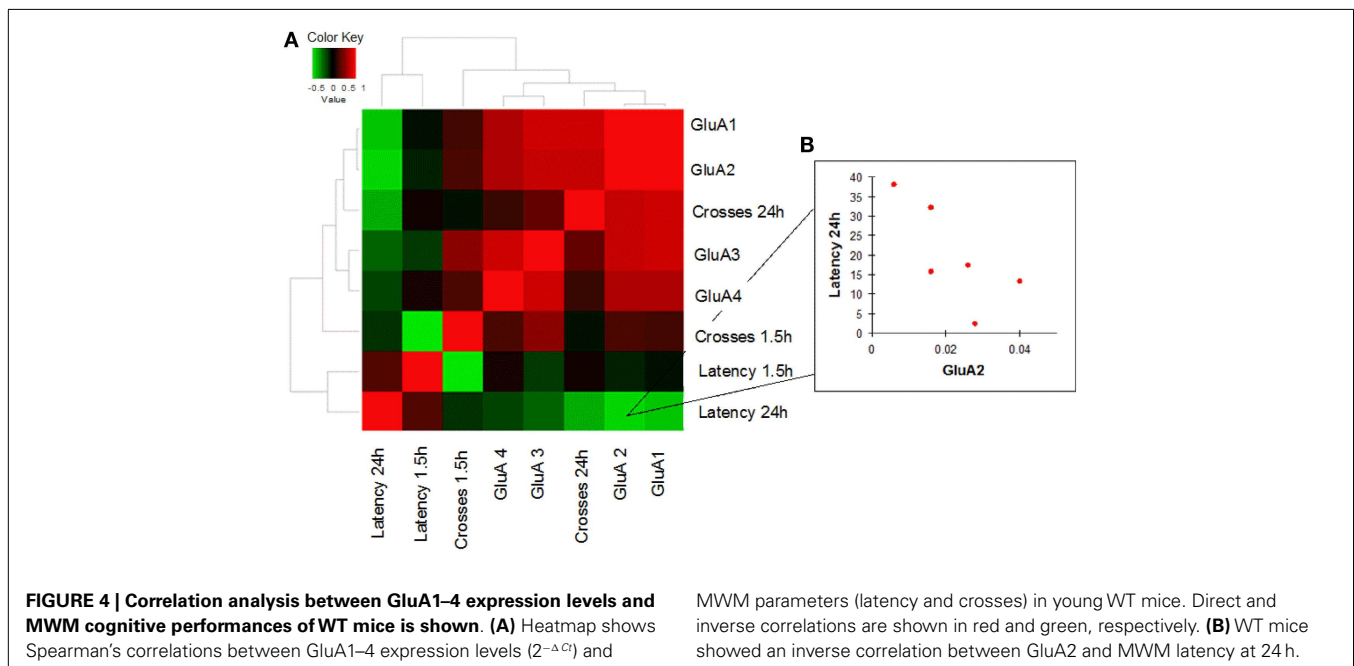 A
Color Key
-0.5 0 0.5 1
Value
GluA1
GluA2
Crosses 24h
GluA3
GluA4
Crosses 1.5h
Latency 1.5h
Latency 24h
Latency 24h
Latency 1.5h
Crosses 1.5h
GluA 4
GluA 3
Crosses 24h
GluA 2
GluA1
B
Latency 24h
40
35
30
25
20
15
10
5
0
0 0.02 0.04
GluA2
FIGURE 4 | Correlation analysis between GluA1–4 expression levels and
MWM cognitive performances of WT mice is shown. (A) Heatmap shows
Spearman's correlations between GluA1–4 expression levels (2−Δ Ct) and
MWM parameters (latency and crosses) in young WT mice. Direct and
inverse correlations are shown in red and green, respectively. (B) WT mice
showed an inverse correlation between GluA2 and MWM latency at 24 h.